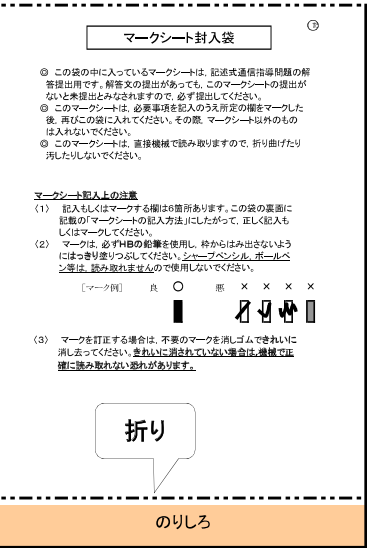 マークシート封入袋
◎ この袋の中に入っているマークシートは，記述式通信指導問題の解
答提出用です。解答文の提出があっても，このマークシートの提出が
ないと未提出とみなされますので，必ず提出してください。
◎ このマークシートは，必要事項を記入のうえ所定の欄をマークした
後，再びこの袋に入れてください。その際，マークシート以外のもの
は入れないでください。
◎ このマークシートは，直接機械で読み取りますので，折り曲げたり
汚したりしないでください。
マークシート記入上の注意
（1） 記入もしくはマークする欄は6箇所あります。この袋の裏面に
記載の「マークシートの記入方法」にしたがって，正しく記入も
しくはマークしてください。
（2） マークは，必ずHBの鉛筆を使用し，枠からはみ出さないよう
にはっきり塗りつぶしてください。シャープペンシル，ボールペ
ン等は，読み取れませんので使用しないでください。
［マーク例］ 良 ○ 悪 × × × ×
（3） マークを訂正する場合は，不要のマークを消しゴムできれいに
消し去ってください。きれいに消されていない場合は，機械で正
確に読み取れない恐れがあります。
折り
のりしろ